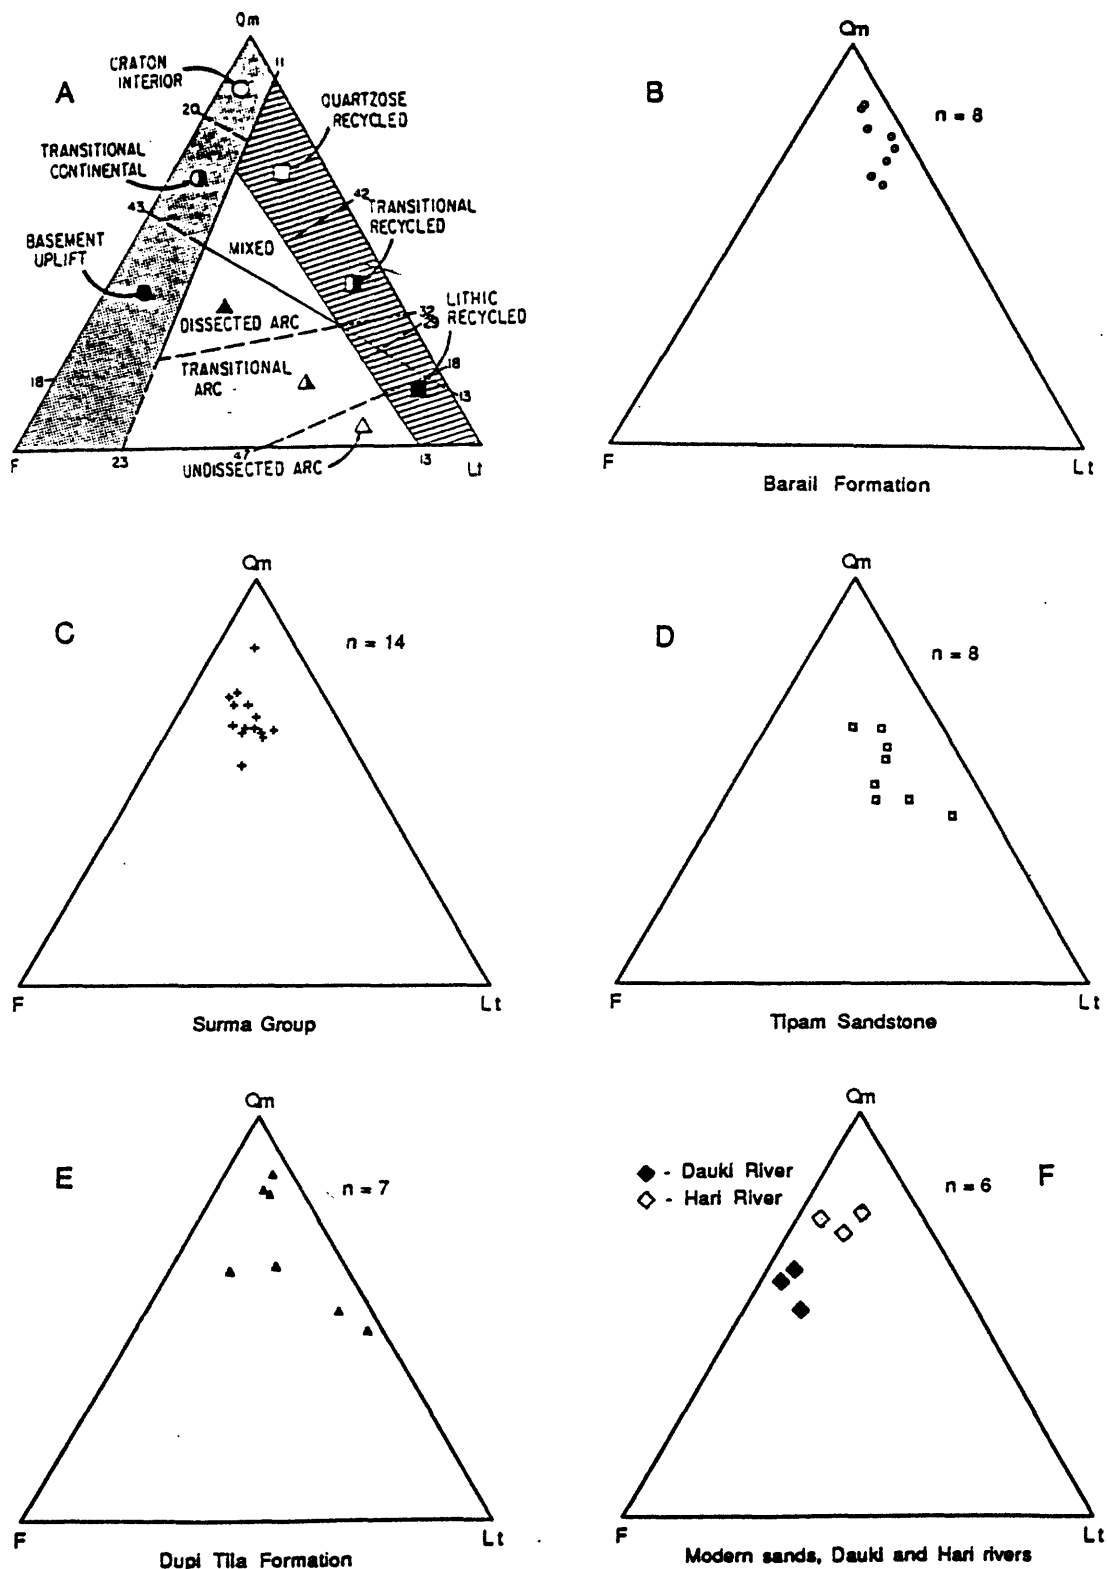 A
Qm
CRATON
INTERIOR
11
20
QUARTZOSE
RECYCLED
TRANSITIONAL
CONTINENTAL
43
42
TRANSITIONAL
RECYCLED
MIXED
BASEMENT
UPLIFT
DISSECTED ARC
32
29
LITHIC
RECYCLED
TRANSITIONAL
ARC
18
18
13
F
23
47
UNDISSECTED ARC
13
Lt
B
Qm
n = 8
F
Lt
Barail Formation
C
Qm
n = 14
F
Lt
Surma Group
D
Qm
n = 8
F
Lt
Tipam Sandstone
E
Qm
n = 7
F
Lt
Dupi Tila Formation
Qm
- Dauki River
- Hari River
n = 6
F
F
Lt
Modern sands, Dauki and Hari rivers